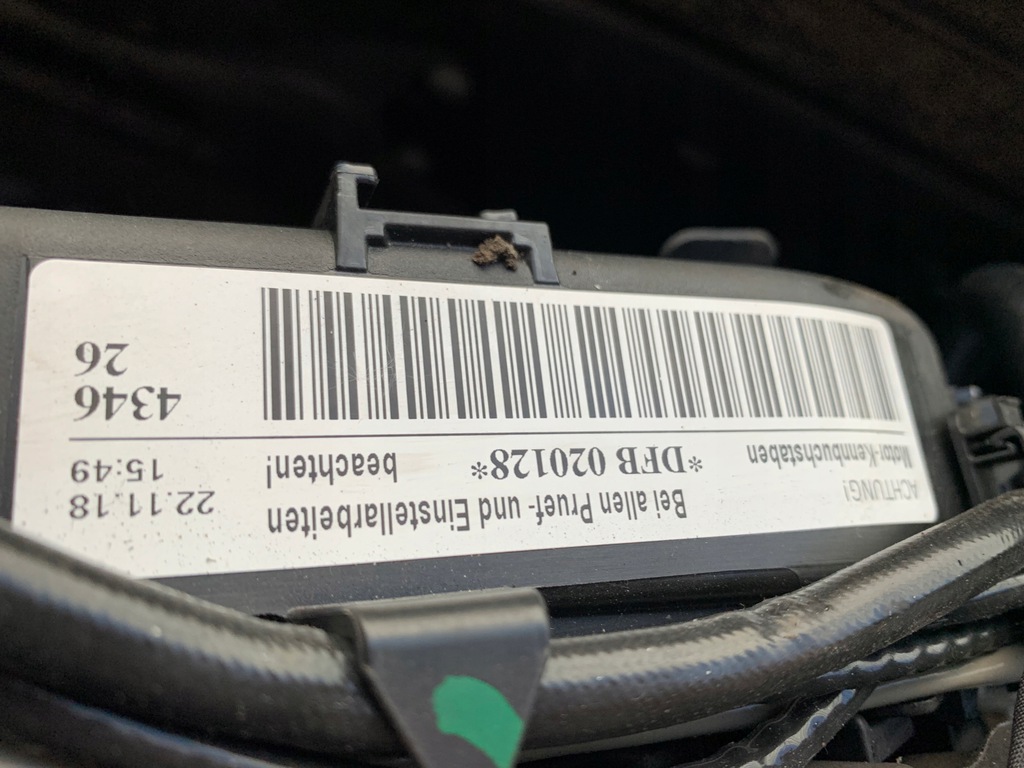 ACHTUNG!
Bei allen Pruef- und Einstellarbeiten
22.11.18
Motor-Kennbuchstaben
*DFB 020128*
beachten!
15:49
4346
26